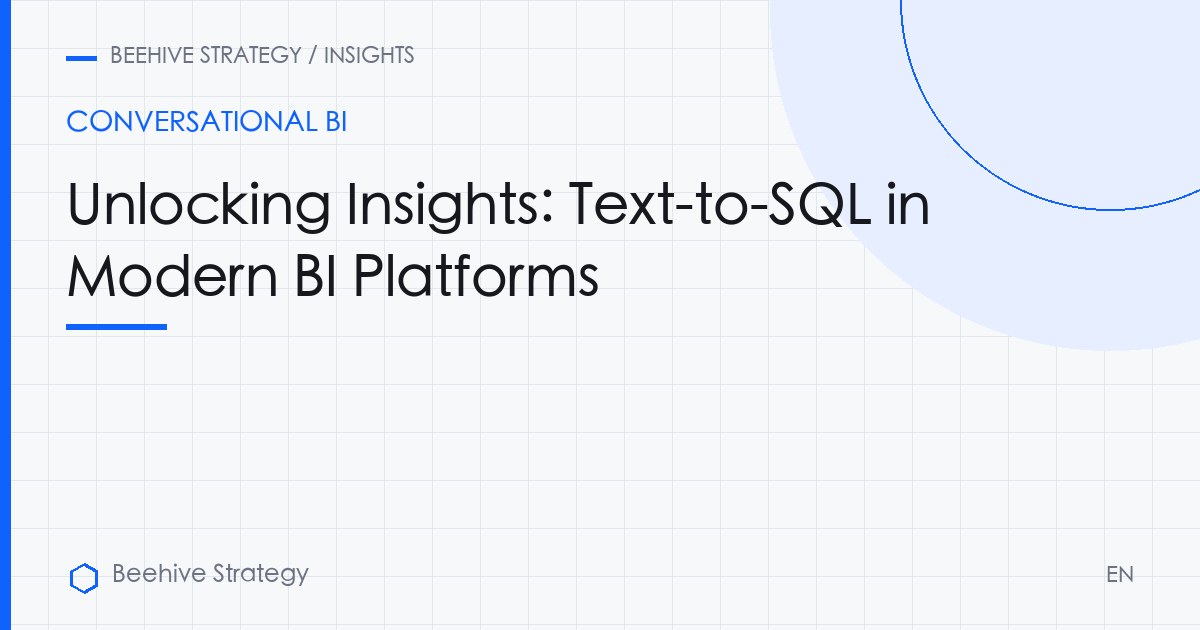 BEEHIVE STRATEGY / INSIGHTS
CONVERSATIONAL BI
Unlocking Insights: Text-to-SQL in
Modern BI Platforms
Beehive Strategy
EN